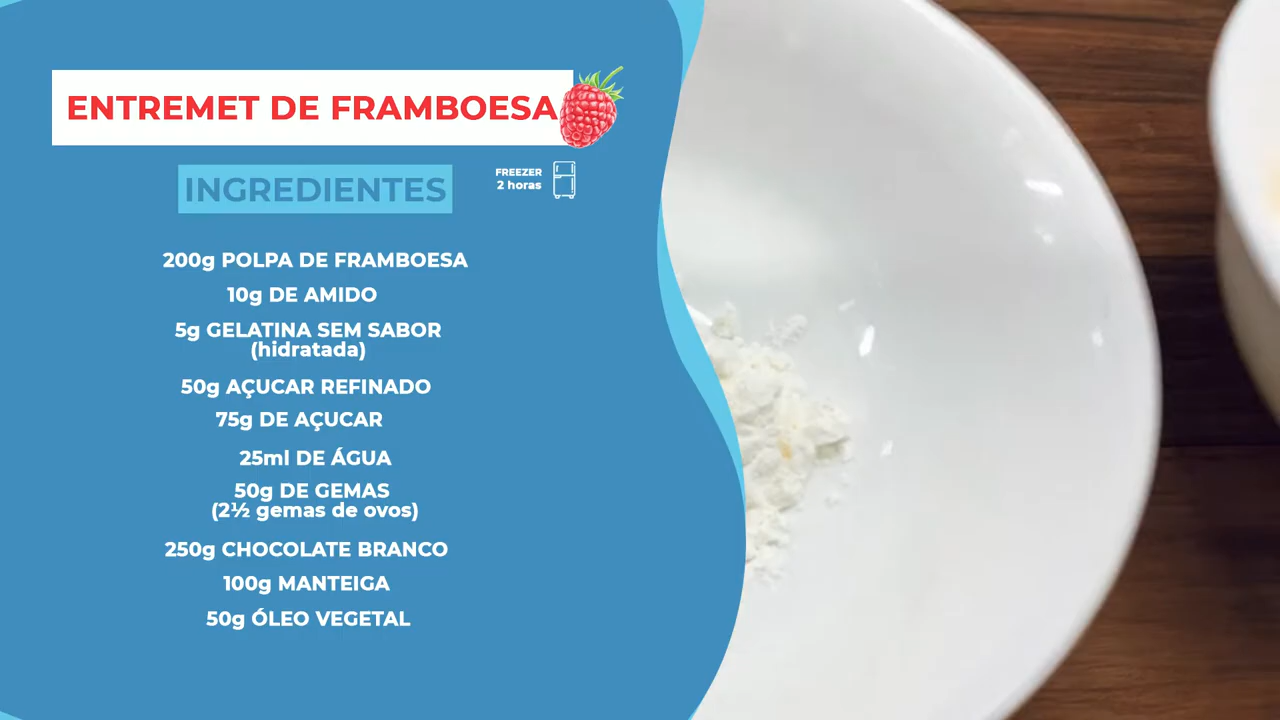 ENTREMET DE FRAMBOESA
INGREDIENTES
FREEZER
2 horas
200g POLPA DE FRAMBOESA
10g DE AMIDO
5g GELATINA SEM SABOR
(hidratada)
50g AÇUCAR REFINADO
75g DE AÇUCAR
25ml DE ÁGUA
50g DE GEMAS
(2½ gemas de ovos)
250g CHOCOLATE BRANCO
100g MANTEIGA
50g ÓLEO VEGETAL